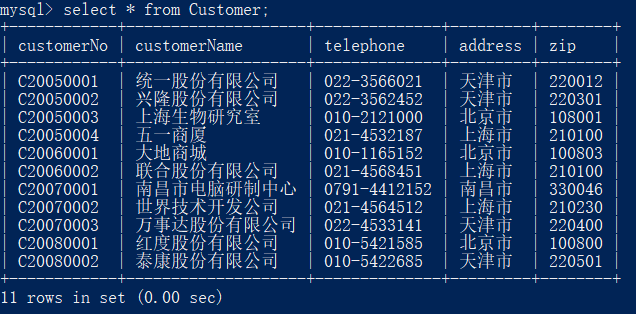 mysql> select * from Customer;
| customerNo | customerName | telephone | address | zip |
| C20050001 | 统一股份有限公司 | 022-3566021 | 天津市 | 220012 |
| C20050002 | 兴隆股份有限公司 | 022-3562452 | 天津市 | 220301 |
| C20050003 | 上海生物研究室 | 010-2121000 | 北京市 | 108001 |
| C20050004 | 五一商厦 | 021-4532187 | 上海市 | 210100 |
| C20060001 | 大地商城 | 010-1165152 | 北京市 | 100803 |
| C20060002 | 联合股份有限公司 | 021-4568451 | 上海市 | 210100 |
| C20070001 | 南昌市电脑研制中心 | 0791-4412152 | 南昌市 | 330046 |
| C20070002 | 世界技术开发公司 | 021-4564512 | 上海市 | 210230 |
| C20070003 | 万事达股份有限公司 | 022-4533141 | 天津市 | 220400 |
| C20080001 | 红度股份有限公司 | 010-5421585 | 北京市 | 100800 |
| C20080002 | 泰康股份有限公司 | 010-5422685 | 天津市 | 220501 |
11 rows in set (0.00 sec)